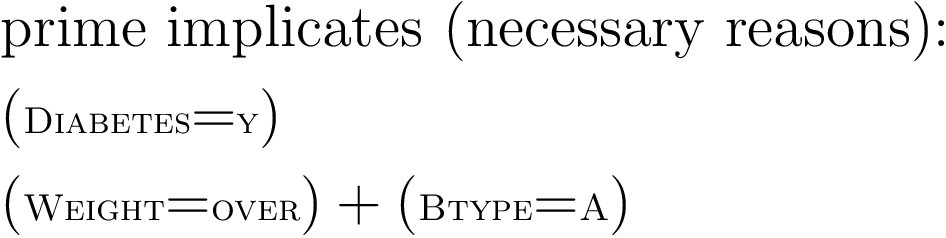 prime implicates (necessary reasons):
(Diabetes=y)
(Weight=over) + (Btype=A)